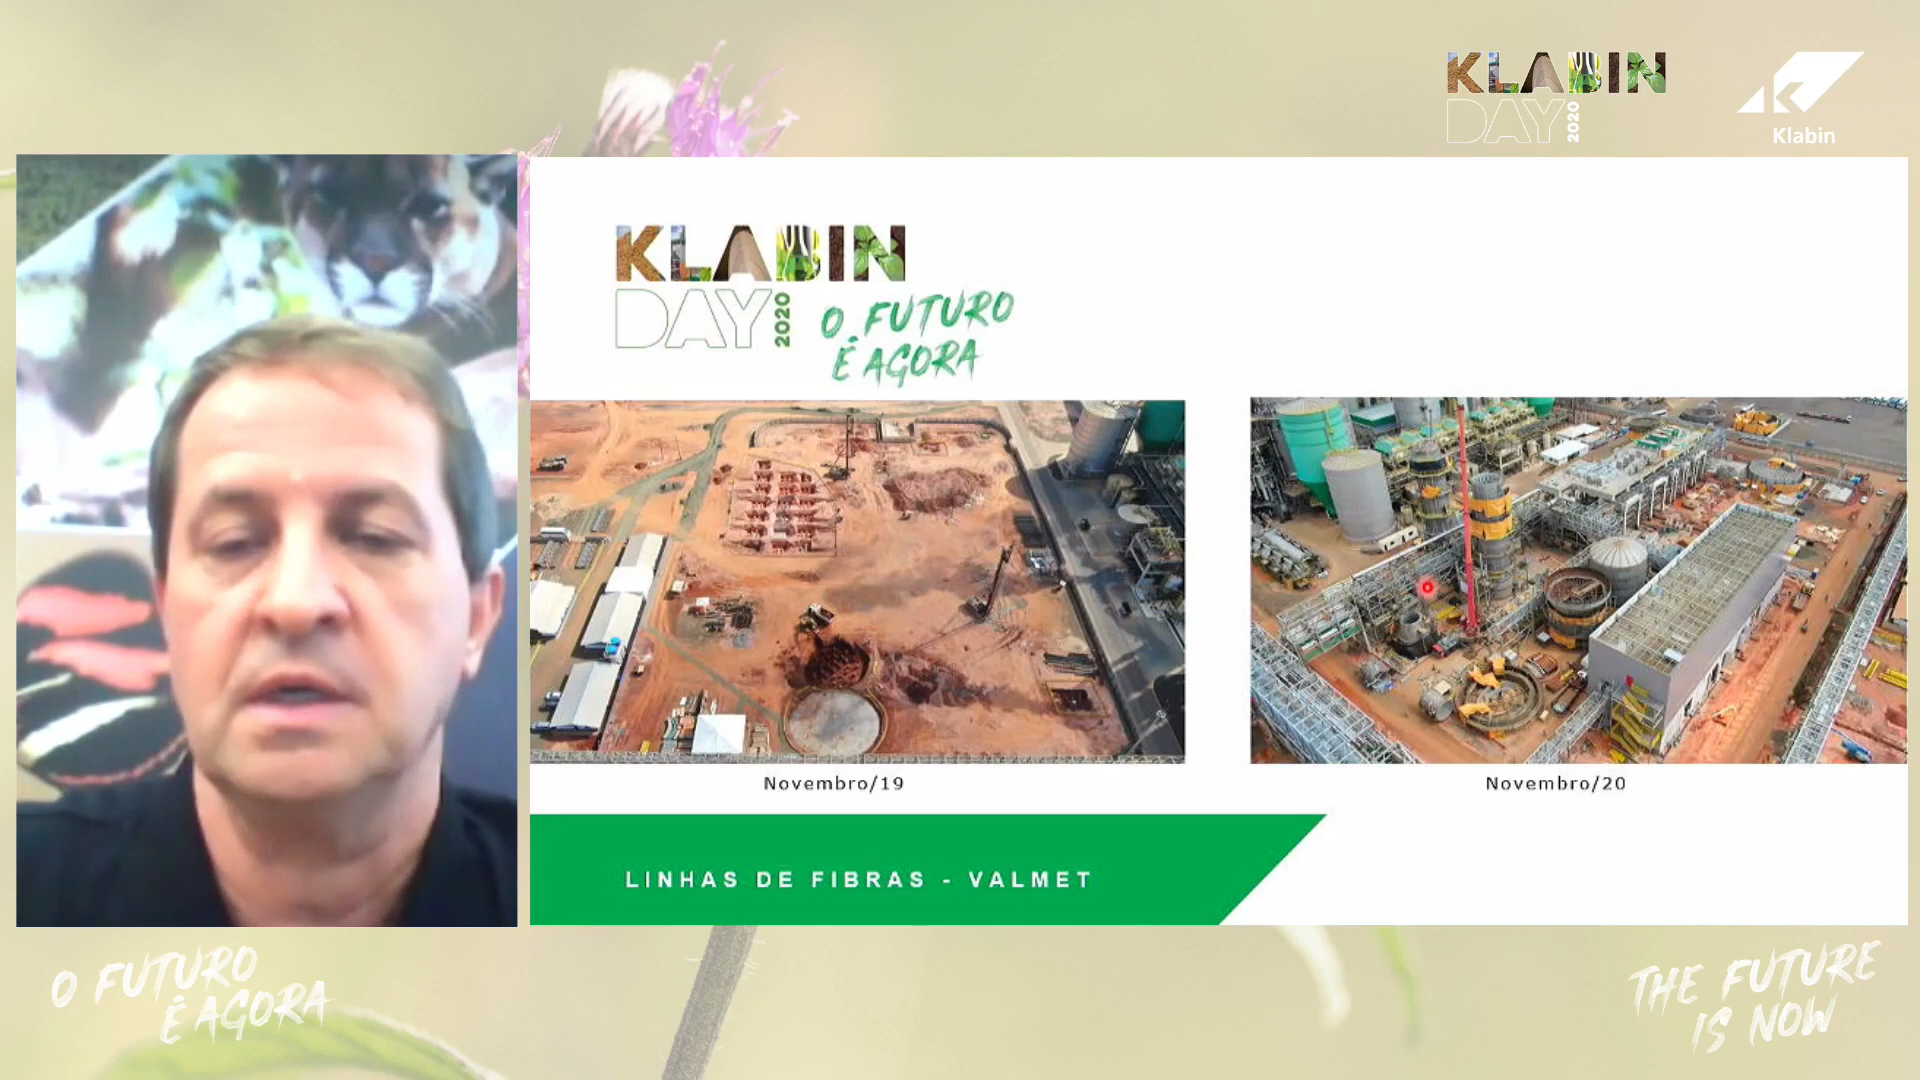 KLABIN
DAY 2020
Klabin
KLABIN
DAY 2020
O FUTURO
É AGORA
Novembro/19
Novembro/20
LINHAS DE FIBRAS - VALMET
O FUTURO
É AGORA
THE FUTURE
IS NOW